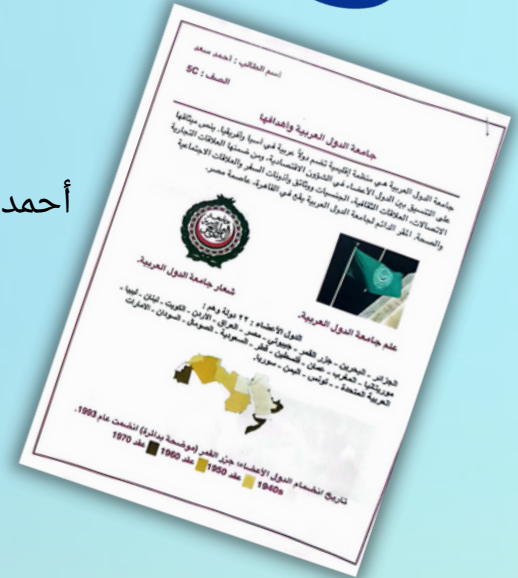 أحمد
اسم الطالب : احمد سعد
الصف : 5C
جامعة الدول العربية واهدافها
جامعة الدول العربية هي منظمة إقليمية تضم دولاً عربية في آسيا وأفريقيا. ينص ميثاقها
على التنسيق بين الدول الأعضاء في الشؤون الاقتصادية، ومن ضمنها العلاقات التجارية
الاتصالات، العلاقات الثقافية، الجنسيات ووثائق وأذونات السفر والعلاقات الاجتماعية
والصحة. المقر الدائم لجامعة الدول العربية يقع في القاهرة، عاصمة مصر.
شعار جامعة الدول العربية.
علم جامعة الدول العربية.
الدول الأعضاء : ٢٢ دولة وهم :
الجزائر - البحرين - جزر القمر - جيبوتي - مصر - العراق - الأردن - الكويت - لبنان - ليبيا -
موريتانيا - المغرب - عمان - فلسطين - قطر - السعودية - الصومال - السودان - الامارات
العربية المتحدة - - تونس - اليمن - سوريا.
تاريخ انضمام الدول الأعضاء؛ جزر القمر (موضحة بدائرة) انضمت عام 1993.
1940s عقد 1950 عقد 1960 عقد 1970